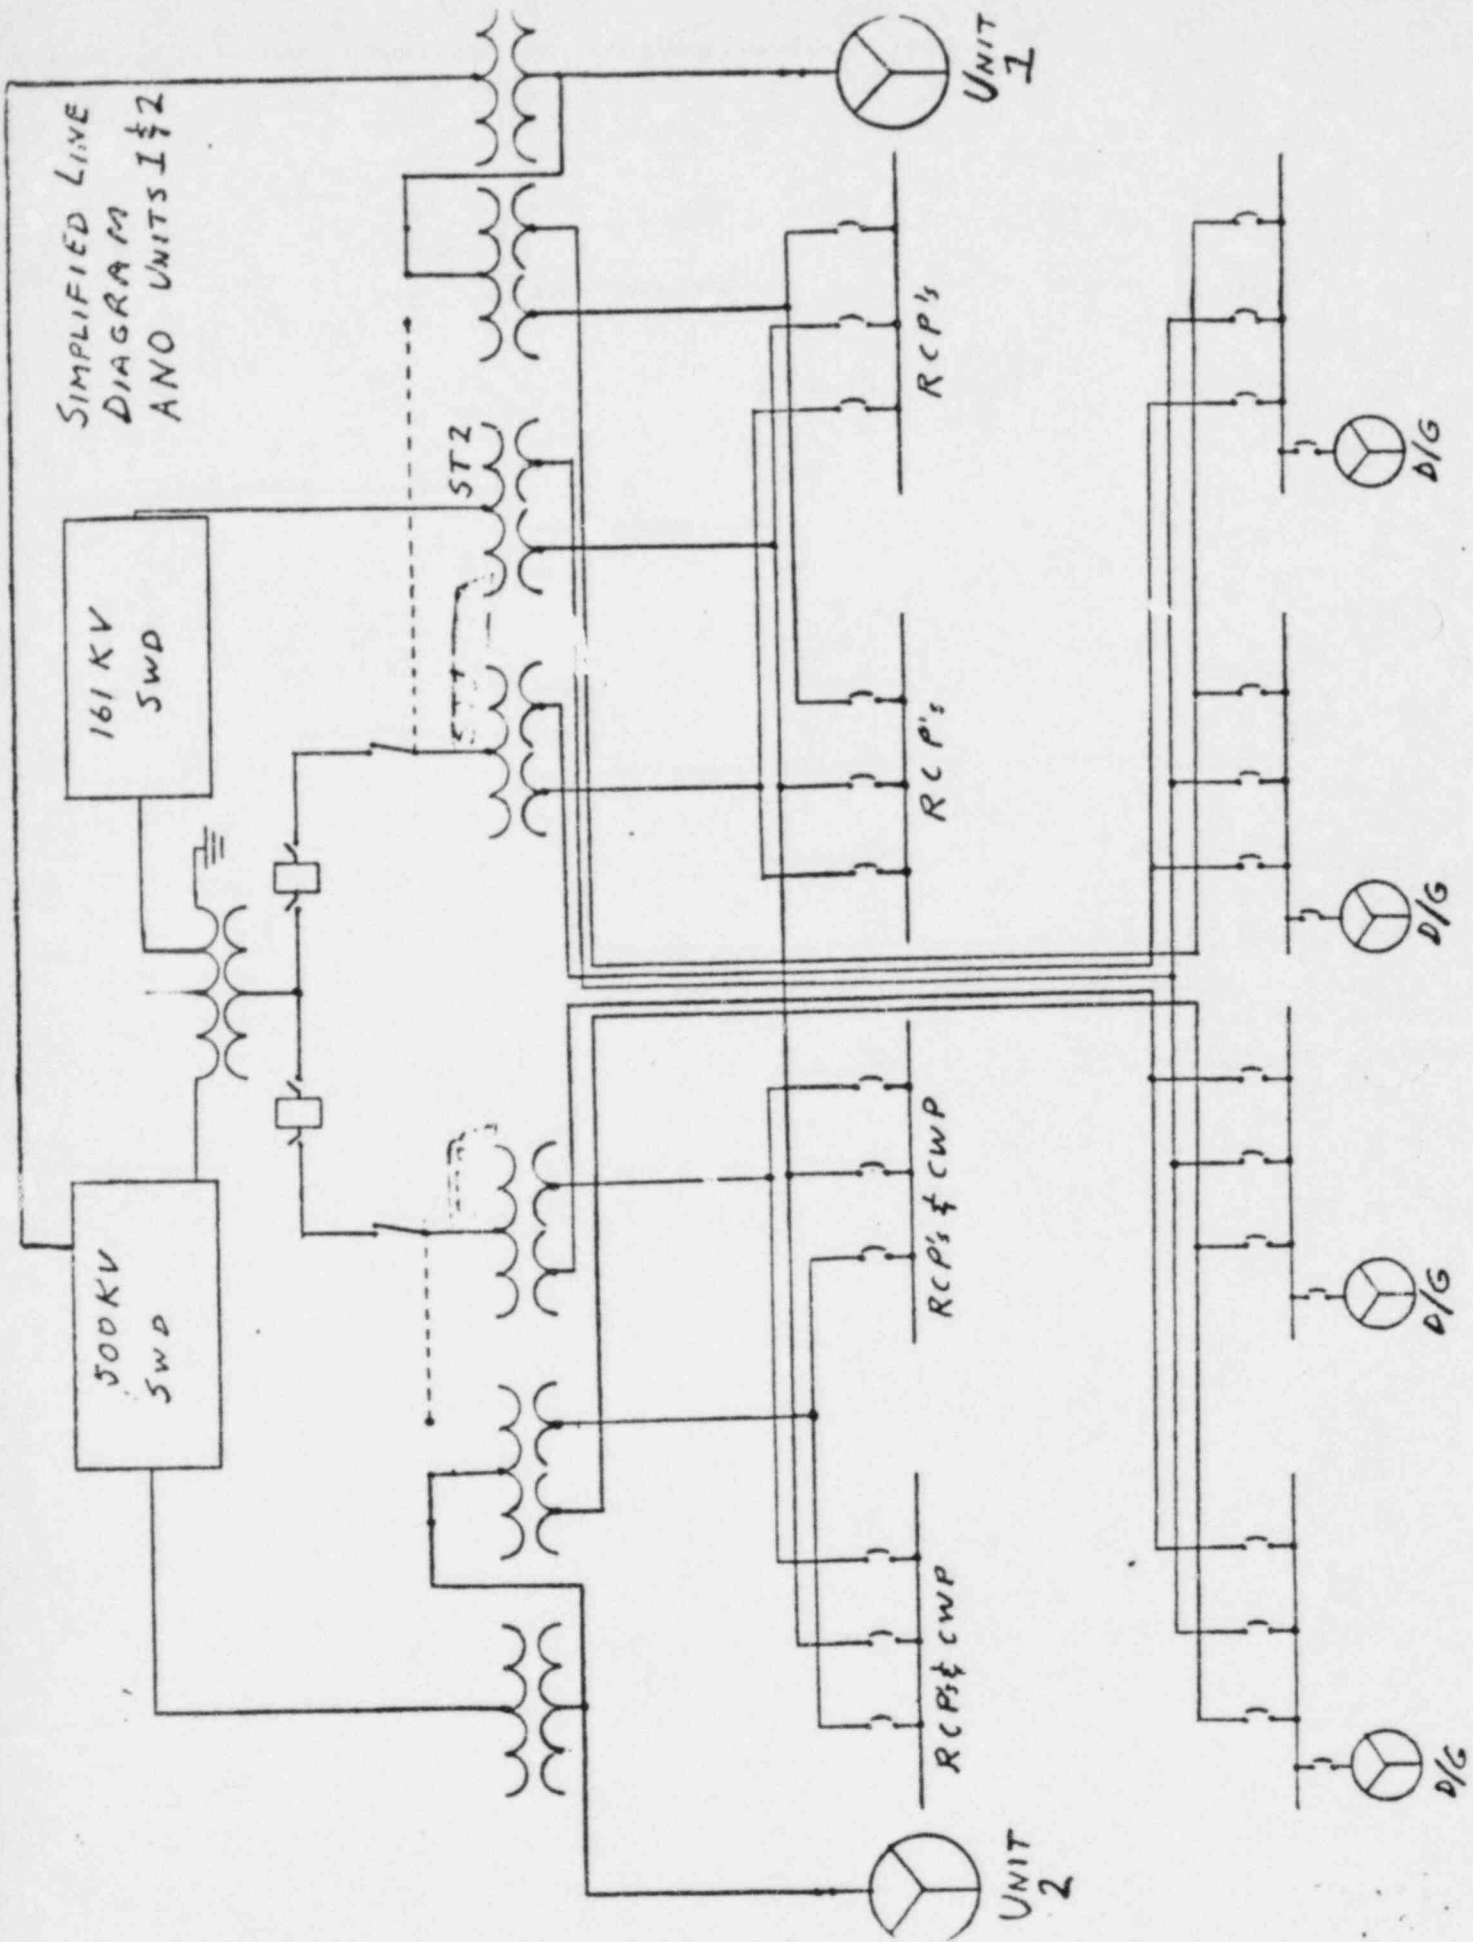 SIMPLIFIED LINE
DIAGRAM
ANO UNITS 1 & 2
500 KV
SWD
161 KV
SWD
ST2
UNIT
2
UNIT
1
RCP's & CWP
RCP's & CWP
RCP's
RCP's
D/G
D/G
D/G
D/G